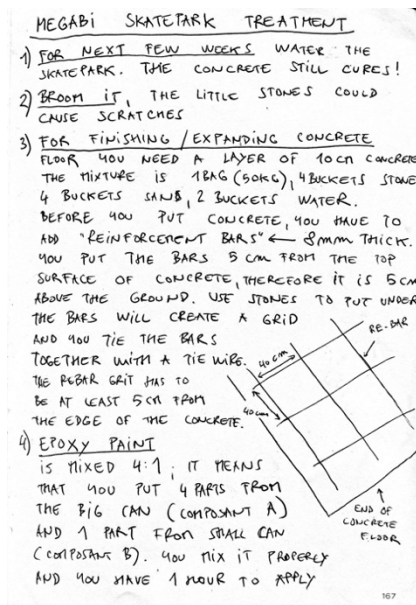 MEGABI SKATEPARK TREATMENT
1) FOR NEXT FEW WEEKS WATER THE
SKATEPARK. THE CONCRETE STILL CURES!
2) BROOM IT, THE LITTLE STONES COULD
CAUSE SCRATCHES
3) FOR FINISHING / EXPANDING CONCRETE
FLOOR YOU NEED A LAYER OF 10cm CONCRETE
THE MIXTURE IS 1BAG (50KG), 4 BUCKETS STONE
4 BUCKETS SAND, 2 BUCKETS WATER.
BEFORE YOU PUT CONCRETE, YOU HAVE TO
ADD "REINFORCEMENT BARS" ← 8mm THICK.
YOU PUT THE BARS 5 cm FROM THE TOP
SURFACE OF CONCRETE, THEREFORE IT IS 5cm
ABOVE THE GROUND. USE STONES TO PUT UNDER
THE BARS WILL CREATE A GRID
AND YOU TIE THE BARS
TOGETHER WITH A TIE WIRE.
THE REBAR GRIT HAS TO
BE AT LEAST 5cm FROM
THE EDGE OF THE CONCRETE.
RE-BAR
40cm
40cm
END OF
CONCRETE
FLOOR
4) EPOXY PAINT
IS MIXED 4:1; IT MEANS
THAT YOU PUT 4 PARTS FROM
THE BIG CAN (COMPOSANT A)
AND 1 PART FROM SMALL CAN
(COMPOSANT B). YOU MIX IT PROPERLY
AND YOU HAVE 1 HOUR TO APPLY
167